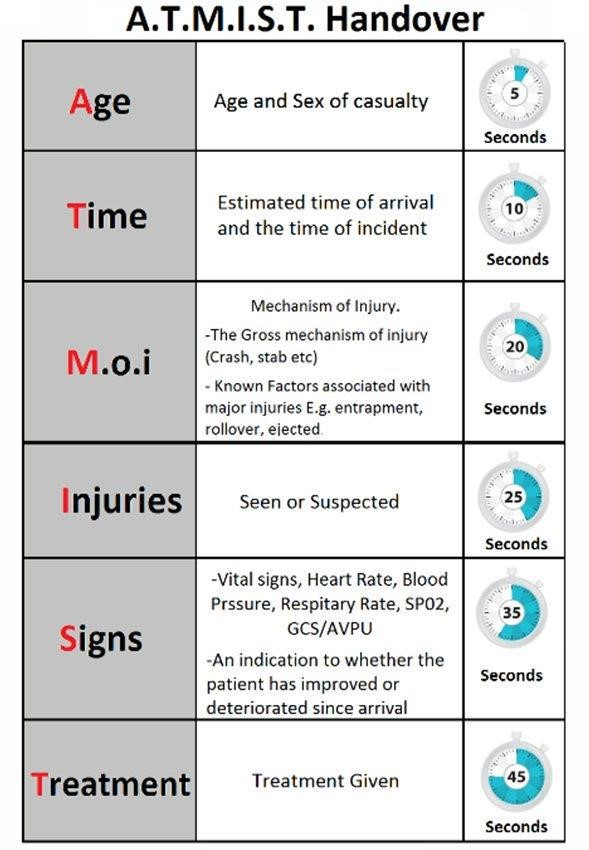 A.T.M.I.S.T. Handover
Age
Age and Sex of casualty
5
Seconds
Time
Estimated time of arrival
and the time of incident
10
Seconds
M.o.i
Mechanism of Injury.
-The Gross mechanism of injury
(Crash, stab etc)
- Known Factors associated with
major injuries E.g. entrapment,
rollover, ejected.
20
Seconds
Injuries
Seen or Suspected
25
Seconds
Signs
-Vital signs, Heart Rate, Blood
Prssure, Respitary Rate, SP02,
GCS/AVPU
-An indication to whether the
patient has improved or
deteriorated since arrival
35
Seconds
Treatment
Treatment Given
45
Seconds